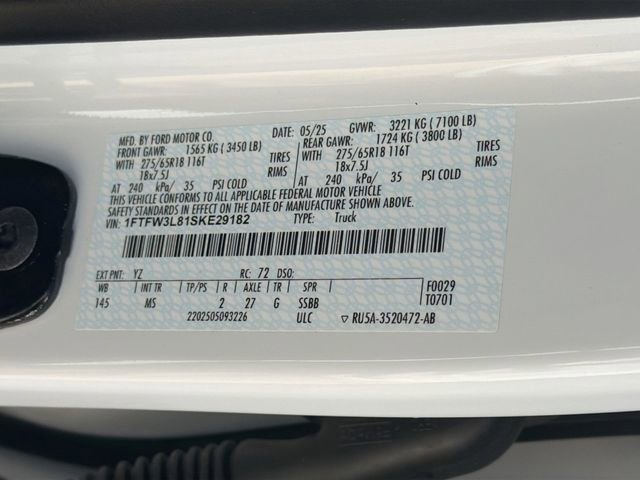 MFD. BY FORD MOTOR CO. DATE: 05/25 GVWR: 3221 KG ( 7100 LB)
FRONT GAWR: 1565 KG ( 3450 LB) REAR GAWR: 1724 KG ( 3800 LB)
WITH 275/65R18 116T TIRES WITH 275/65R18 116T TIRES
18x7.5J RIMS 18x7.5J RIMS
AT 240 kPa/ 35 PSI COLD AT 240 kPa/ 35 PSI COLD
THIS VEHICLE CONFORMS TO ALL APPLICABLE FEDERAL MOTOR VEHICLE
SAFETY STANDARDS IN EFFECT ON THE DATE OF MANUFACTURE SHOWN ABOVE.
VIN: 1FTFW3L81SKE29182 TYPE: Truck
EXT PNT: YZ RC: 72 DSO:
WB INT TR TP/PS R AXLE TR SPR F0029
145 MS 2 27 G SSBB T0701
2202505093226 ULC ▽ RU5A-3520472-AB